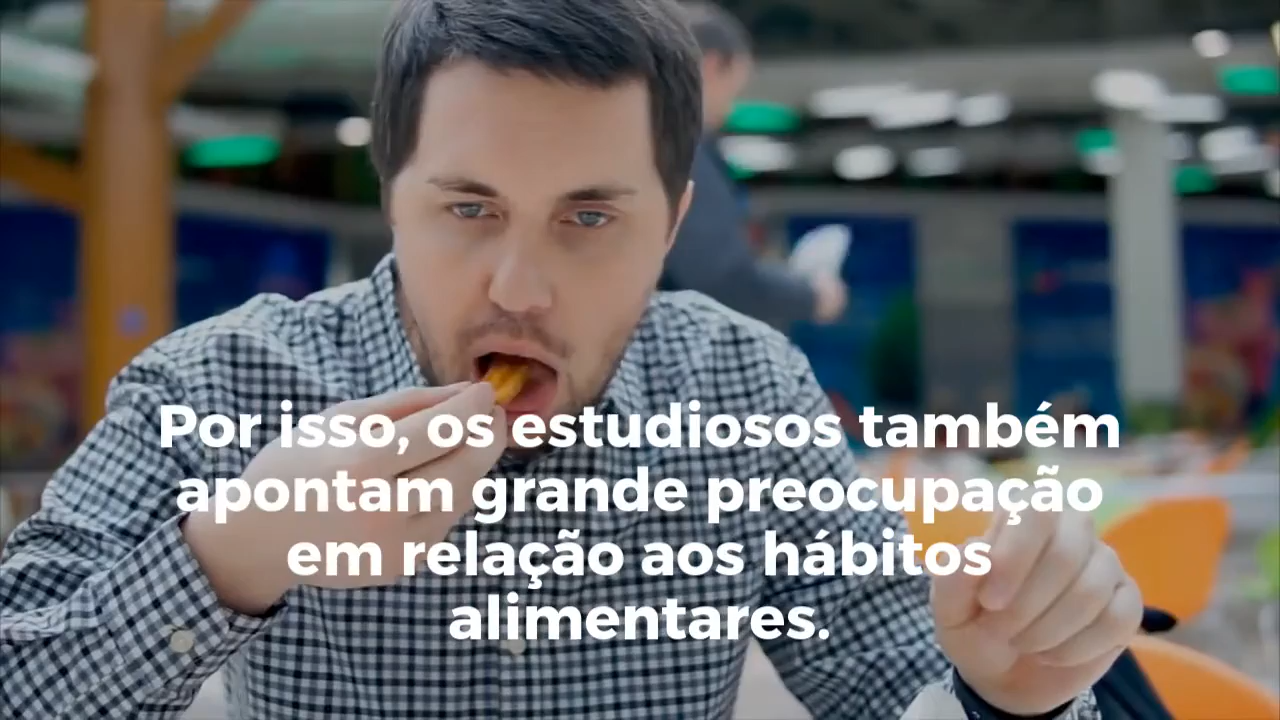 Por isso, os estudiosos também
apontam grande preocupação
em relação aos hábitos
alimentares.